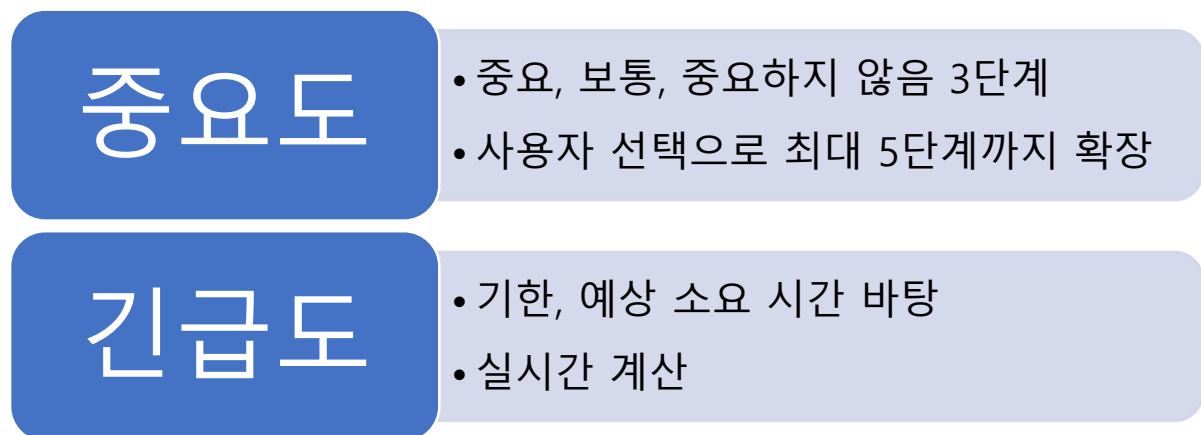 중요도
• 중요, 보통, 중요하지 않음 3단계
• 사용자 선택으로 최대 5단계까지 확장
긴급도
• 기한, 예상 소요 시간 바탕
• 실시간 계산